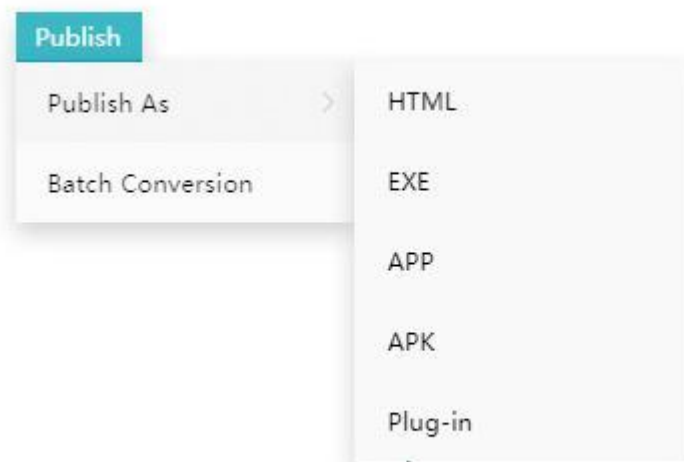 Publish
Publish As
Batch Conversion
HTML
EXE
APP
APK
Plug-in